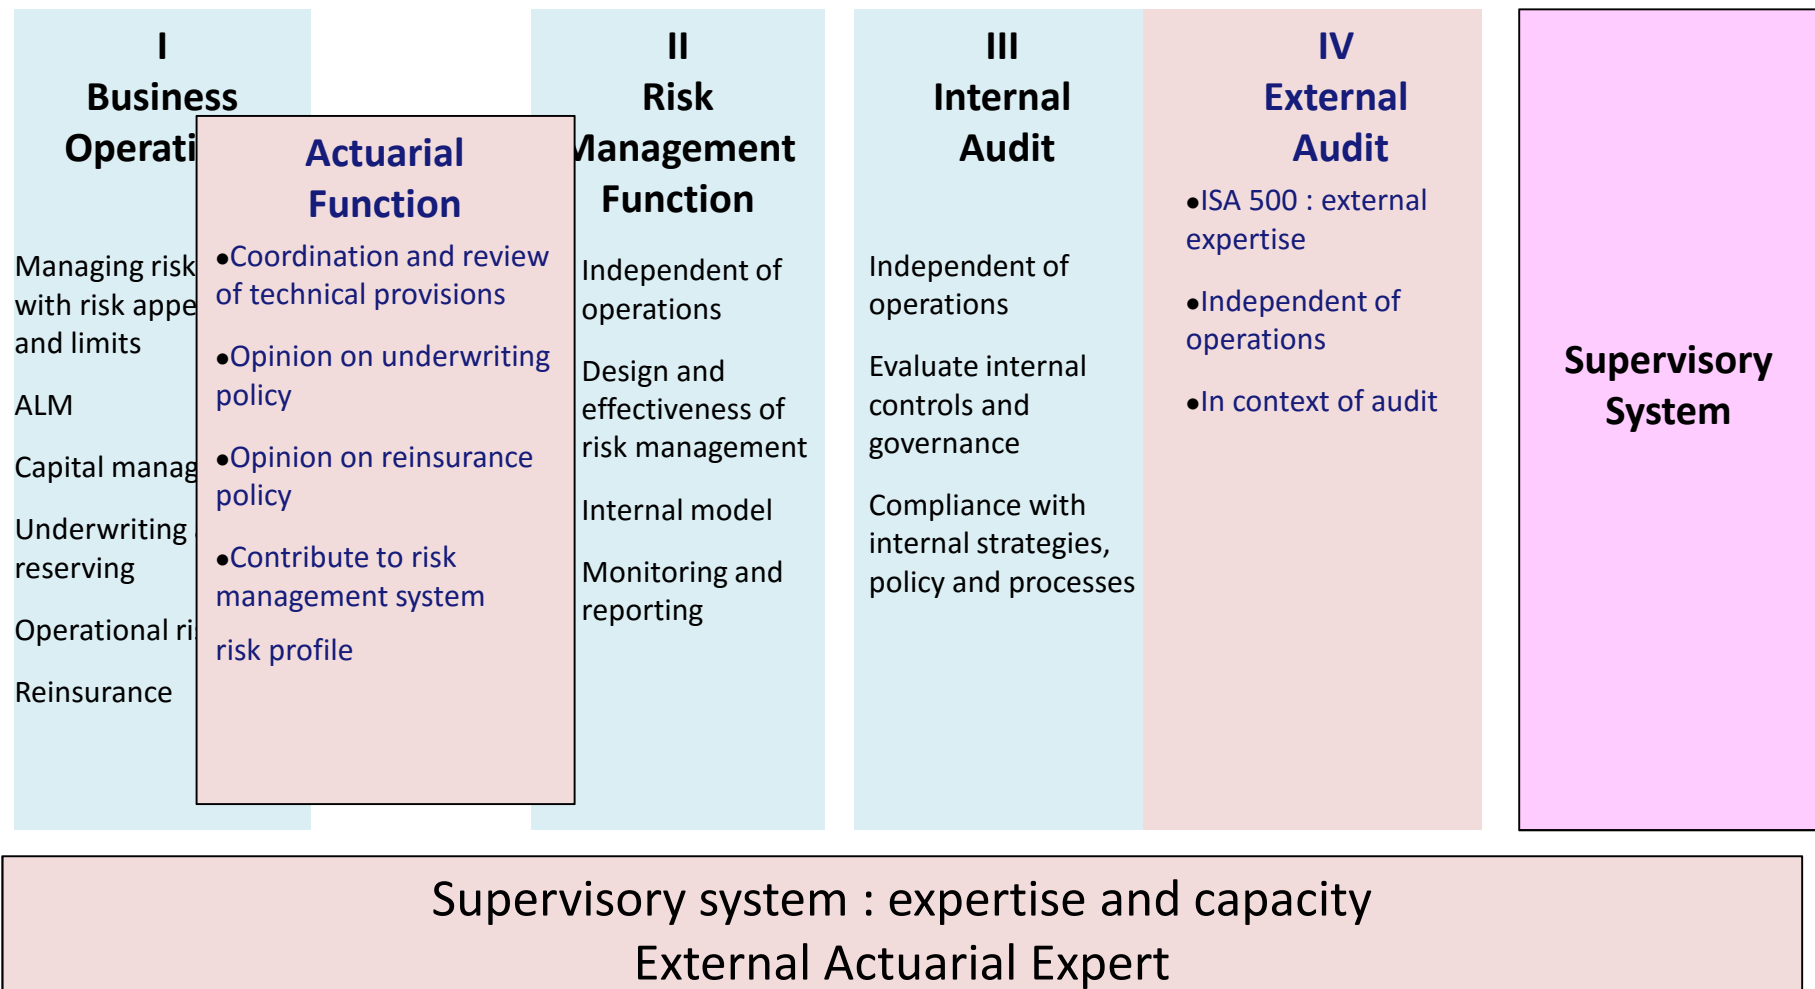 I
Business
Operati
Managing risk
with risk appe
and limits
ALM
Capital manag
Underwriting
reserving
Operational ri
Reinsurance
Actuarial
Function
●Coordination and review
of technical provisions
●Opinion on underwriting
policy
●Opinion on reinsurance
policy
●Contribute to risk
management system
risk profile
II
Risk
Management
Function
Independent of
operations
Design and
effectiveness of
risk management
Internal model
Monitoring and
reporting
III
Internal
Audit
Independent of
operations
Evaluate internal
controls and
governance
Compliance with
internal strategies,
policy and processes
IV
External
Audit
●ISA 500 : external
expertise
●Independent of
operations
●In context of audit
Supervisory
System
Supervisory system : expertise and capacity
External Actuarial Expert